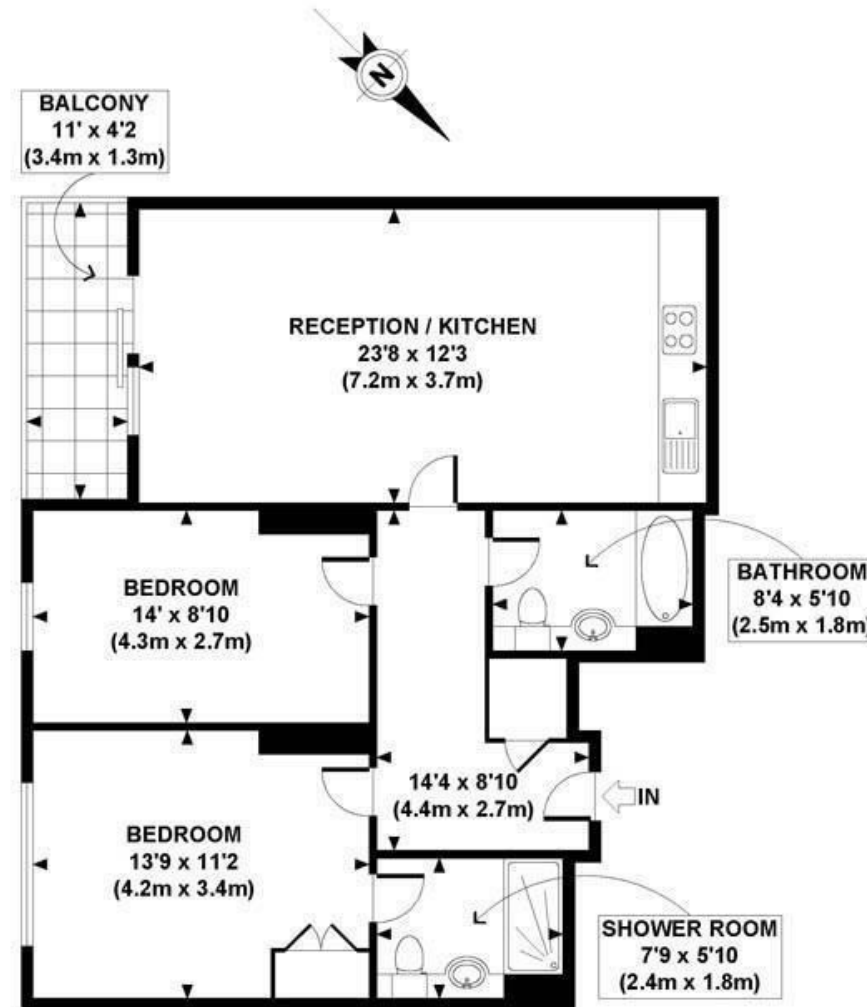 N
BALCONY
11' x 4'2
(3.4m x 1.3m)
RECEPTION / KITCHEN
23'8 x 12'3
(7.2m x 3.7m)
BEDROOM
14' x 8'10
(4.3m x 2.7m)
BATHROOM
8'4 x 5'10
(2.5m x 1.8m)
14'4 x 8'10
(4.4m x 2.7m)
IN
BEDROOM
13'9 x 11'2
(4.2m x 3.4m)
SHOWER ROOM
7'9 x 5'10
(2.4m x 1.8m)